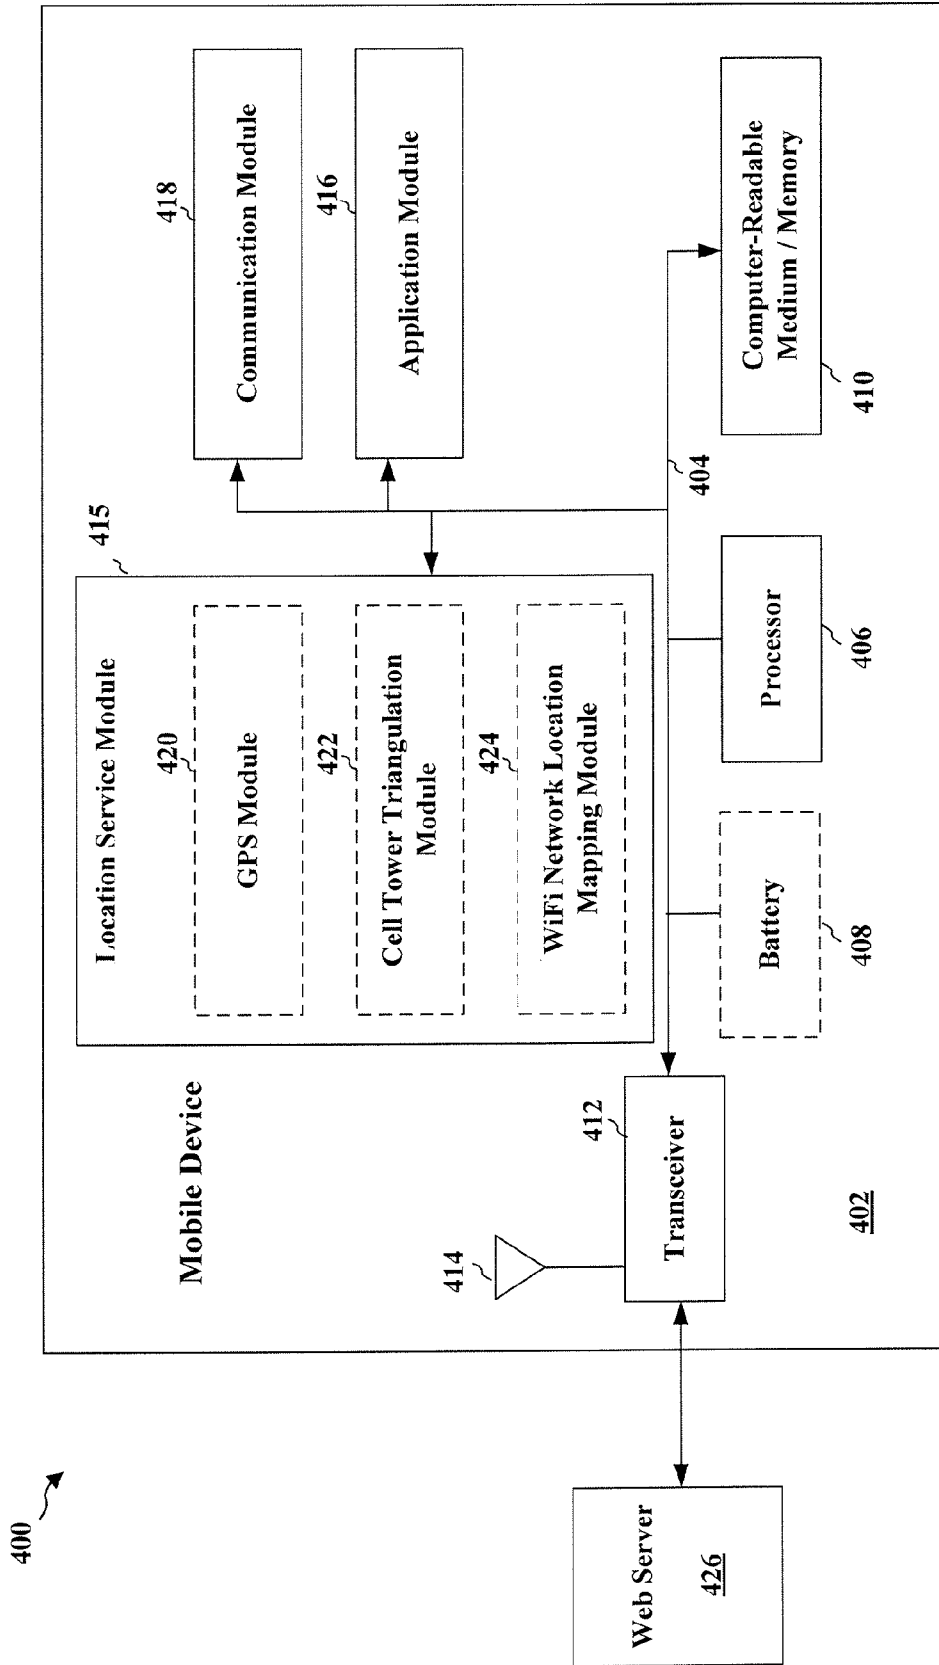 400
Mobile Device
Location Service Module
415
420
GPS Module
422
Cell Tower Triangulation
Module
424
WiFi Network Location
Mapping Module
418
Communication Module
416
Application Module
414
412
Transceiver
404
Battery
408
Processor
406
Computer-Readable
Medium / Memory
410
402
Web Server
426